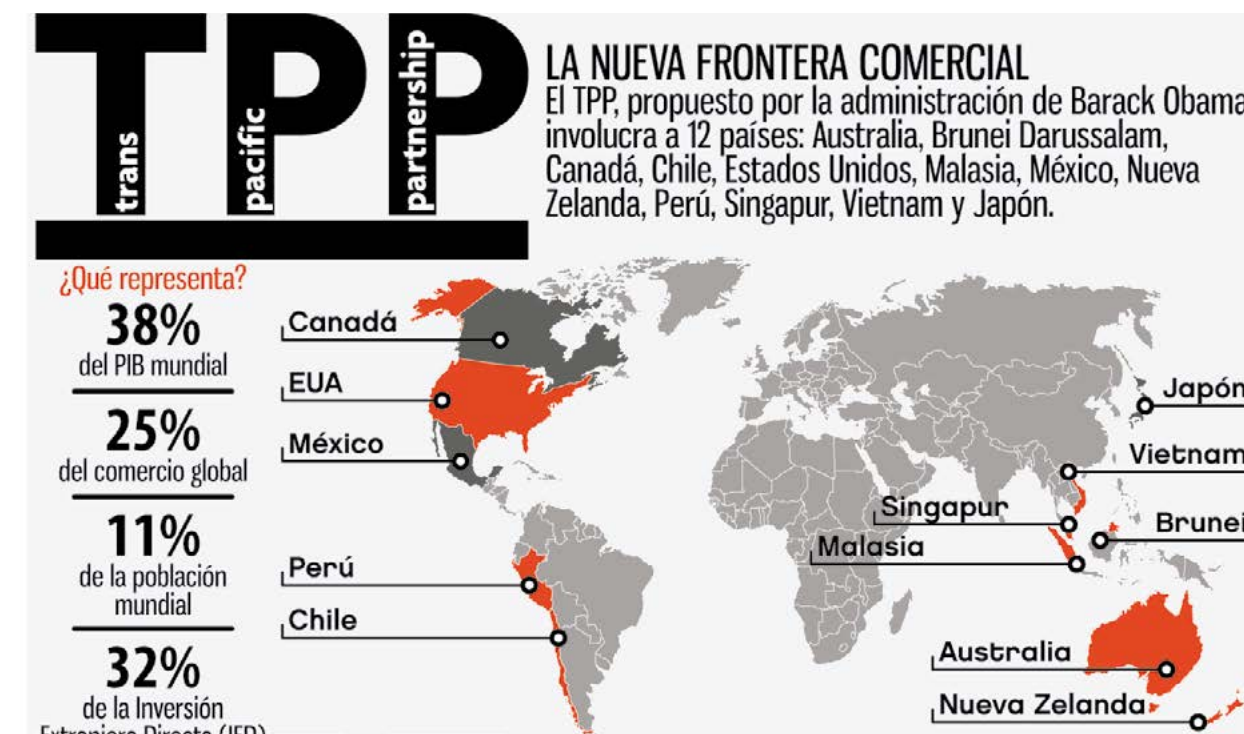 TPP
trans
pacific
partnership
LA NUEVA FRONTERA COMERCIAL
El TPP, propuesto por la administración de Barack Obama
involucra a 12 países: Australia, Brunei Darussalam,
Canadá, Chile, Estados Unidos, Malasia, México, Nueva
Zelanda, Perú, Singapur, Vietnam y Japón.
¿Qué representa?
38%
del PIB mundial
25%
del comercio global
11%
de la población
mundial
32%
de la Inversión
Extranjera Directa (IED)
Canadá
EUA
México
Perú
Chile
Japón
Vietnam
Singapur
Brunei
Malasia
Australia
Nueva Zelanda